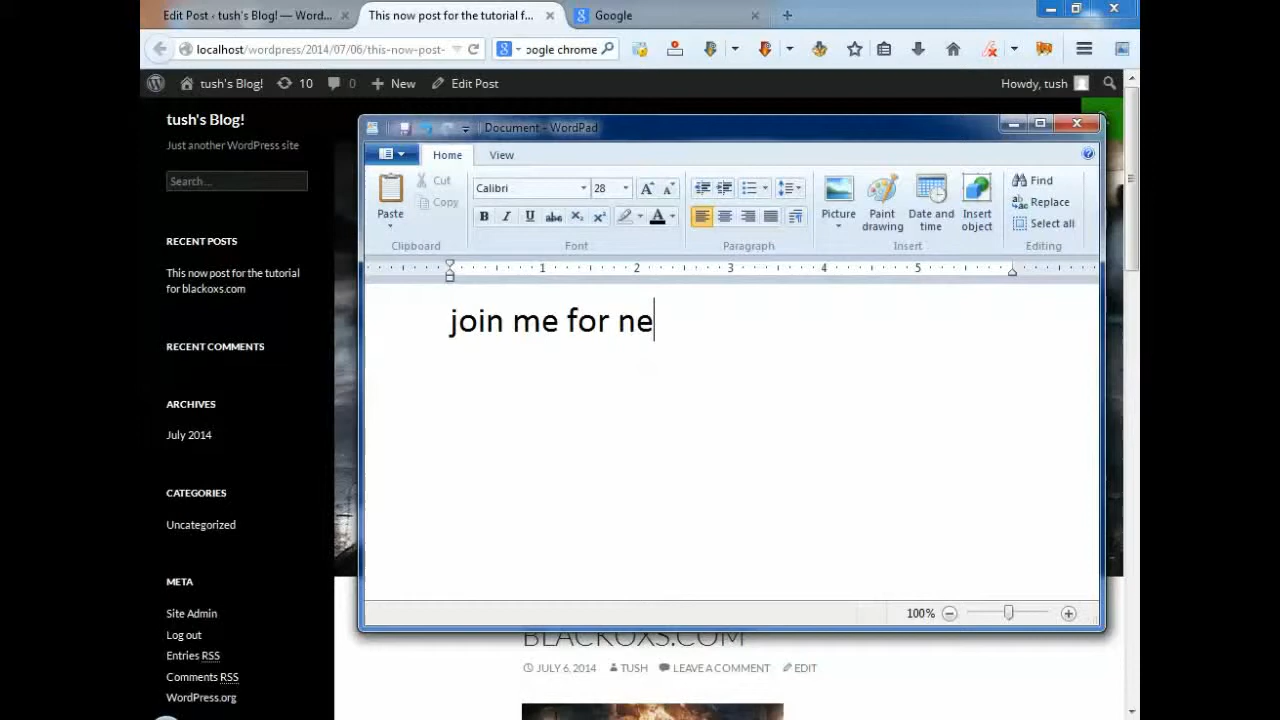 Edit Post ‹ tush's Blog! — Word...
This now post for the tutorial f...
Google
localhost/wordpress/2014/07/06/this-now-post-
oogle chrome
tush's Blog!
10
0
New
Edit Post
Howdy, tush
tush's Blog!
Just another WordPress site
Search ...
RECENT POSTS
This now post for the tutorial
for blackoxs.com
RECENT COMMENTS
ARCHIVES
July 2014
CATEGORIES
Uncategorized
META
Site Admin
Log out
Entries RSS
Comments RSS
WordPress.org
Document - WordPad
Home
View
Paste
Cut
Copy
Clipboard
Calibri
28
Font
Paragraph
Picture
Paint
drawing
Date and
time
Insert
object
Insert
Find
Replace
Select all
Editing
1 2 3 4 5
join me for ne
100%
BLACKOXS.COM
JULY 6, 2014
TUSH
LEAVE A COMMENT
EDIT